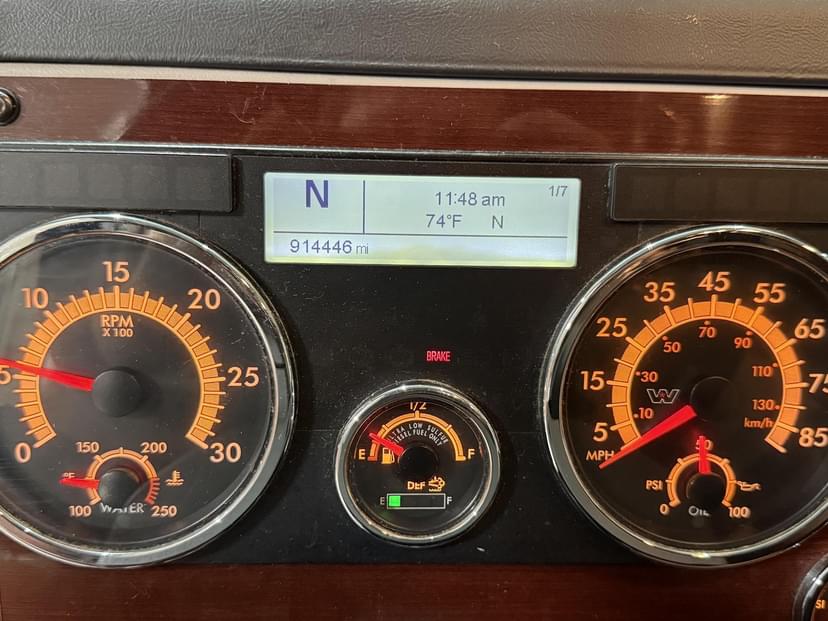 N
11:48 am
1/7
74°F N
914446 mi
15
10 20
RPM
X 100
5 25
0 30
150 200
°F
100 250
WATER
BRAKE
1/2
ULTRA LOW SULFUR
DIESEL FUEL ONLY
E F
DEF
E F
45
35 55
25 65
70
50 90
15 75
30 110
W
10 130
km/h
5 85
MPH
50
PSI
0 100
OIL